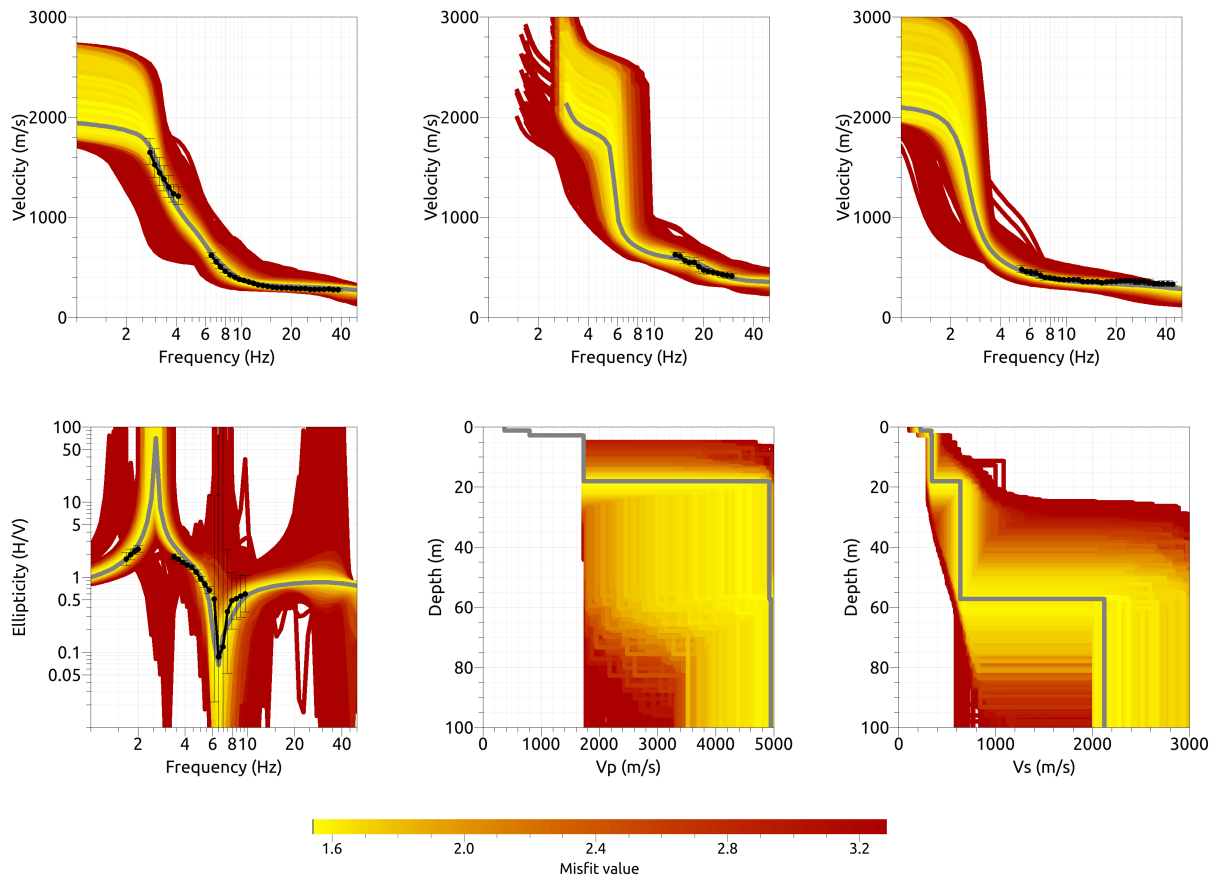 3000
2000
1000
0
Velocity (m/s)
2 4 6 8 10 20 40
Frequency (Hz)
3000
2000
1000
0
Velocity (m/s)
2 4 6 8 10 20 40
Frequency (Hz)
3000
2000
1000
0
Velocity (m/s)
2 4 6 8 10 20 40
Frequency (Hz)
100
50
10
5
1
0.5
0.1
0.05
Ellipticity (H/V)
2 4 6 8 10 20 40
Frequency (Hz)
0
20
40
60
80
100
Depth (m)
0 1000 2000 3000 4000 5000
Vp (m/s)
0
20
40
60
80
100
Depth (m)
0 1000 2000 3000
Vs (m/s)
1.6 2.0 2.4 2.8 3.2
Misfit value